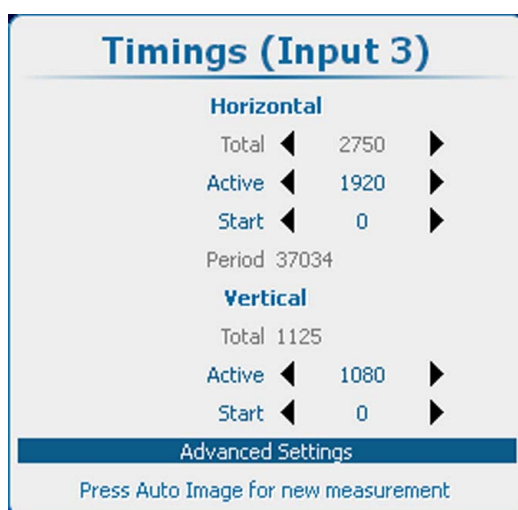 Timings (Input 3)
Horizontal
Total 2750
Active 1920
Start 0
Period 37034
Vertical
Total 1125
Active 1080
Start 0
Advanced Settings
Press Auto Image for new measurement